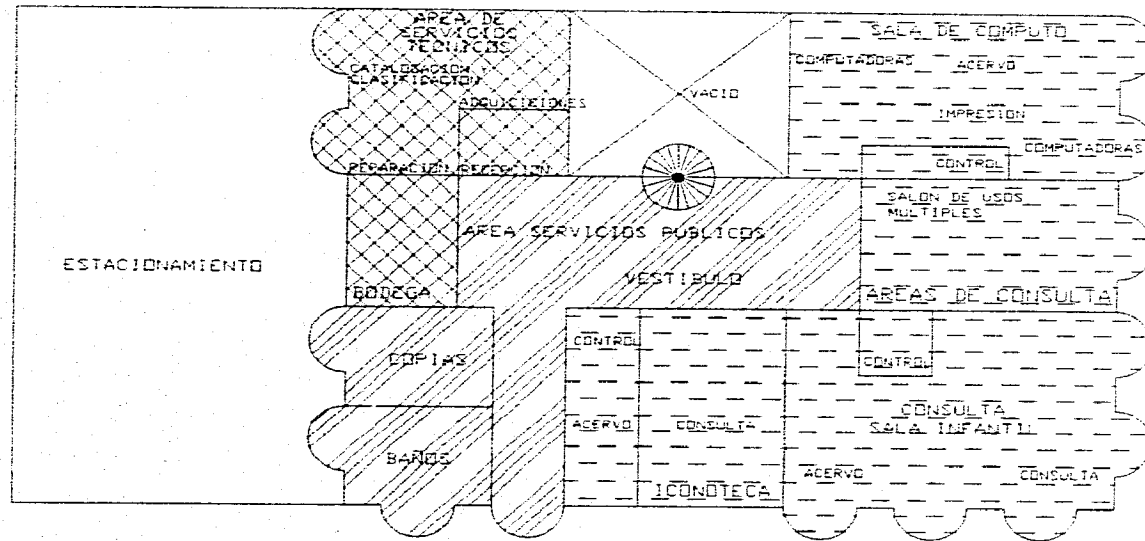 AREA DE
SERVICIOS
TECNICOS
CATALOGACION Y
CLASIFICACION
ADQUICICIONES
REPARACION
RECEPCION
VACIO
SALA DE COMPUTO
COMPUTADORAS
ACERVO
IMPRESION
COMPUTADORAS
CONTROL
SALON DE USOS
MULTIPLES
AREA SERVICIOS PUBLICOS
VESTIBULO
ESTACIONAMIENTO
BODEGA
AREAS DE CONSULTA
COPIAS
CONTROL
CONTROL
CONSULTA
SALA INFANTIL
ACERVO
CONSULTA
BAÑOS
ACERVO
CONSULTA
ICONOTECA